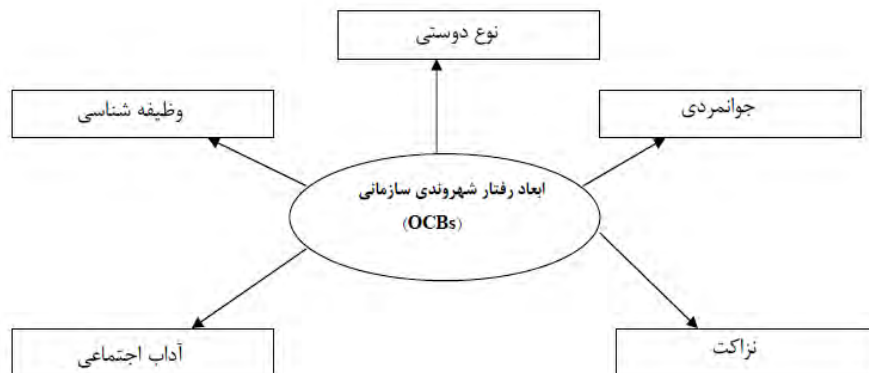 نوع دوستی
جوانمردی
وظیفه شناسی
ابعاد رفتار شهروندی سازمانی
(OCBs)
نزاکت
آداب اجتماعی